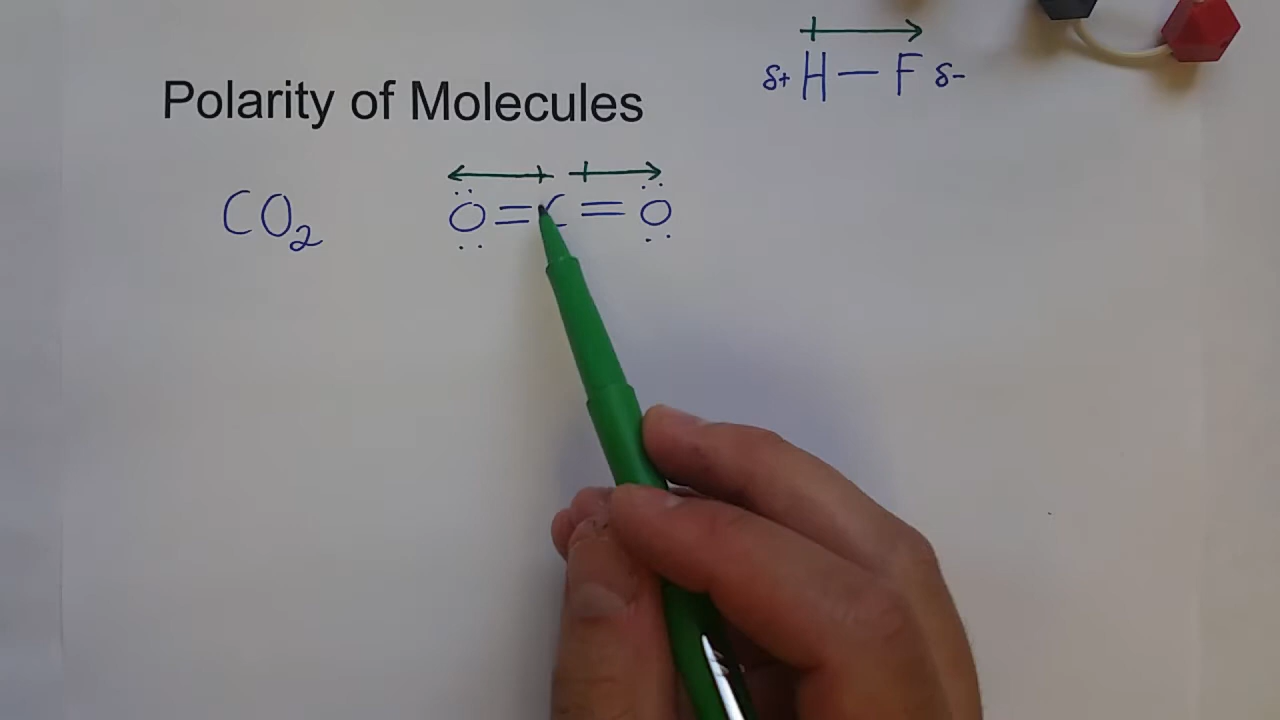 δ+ H — F δ-
Polarity of Molecules
CO₂ O = C = O